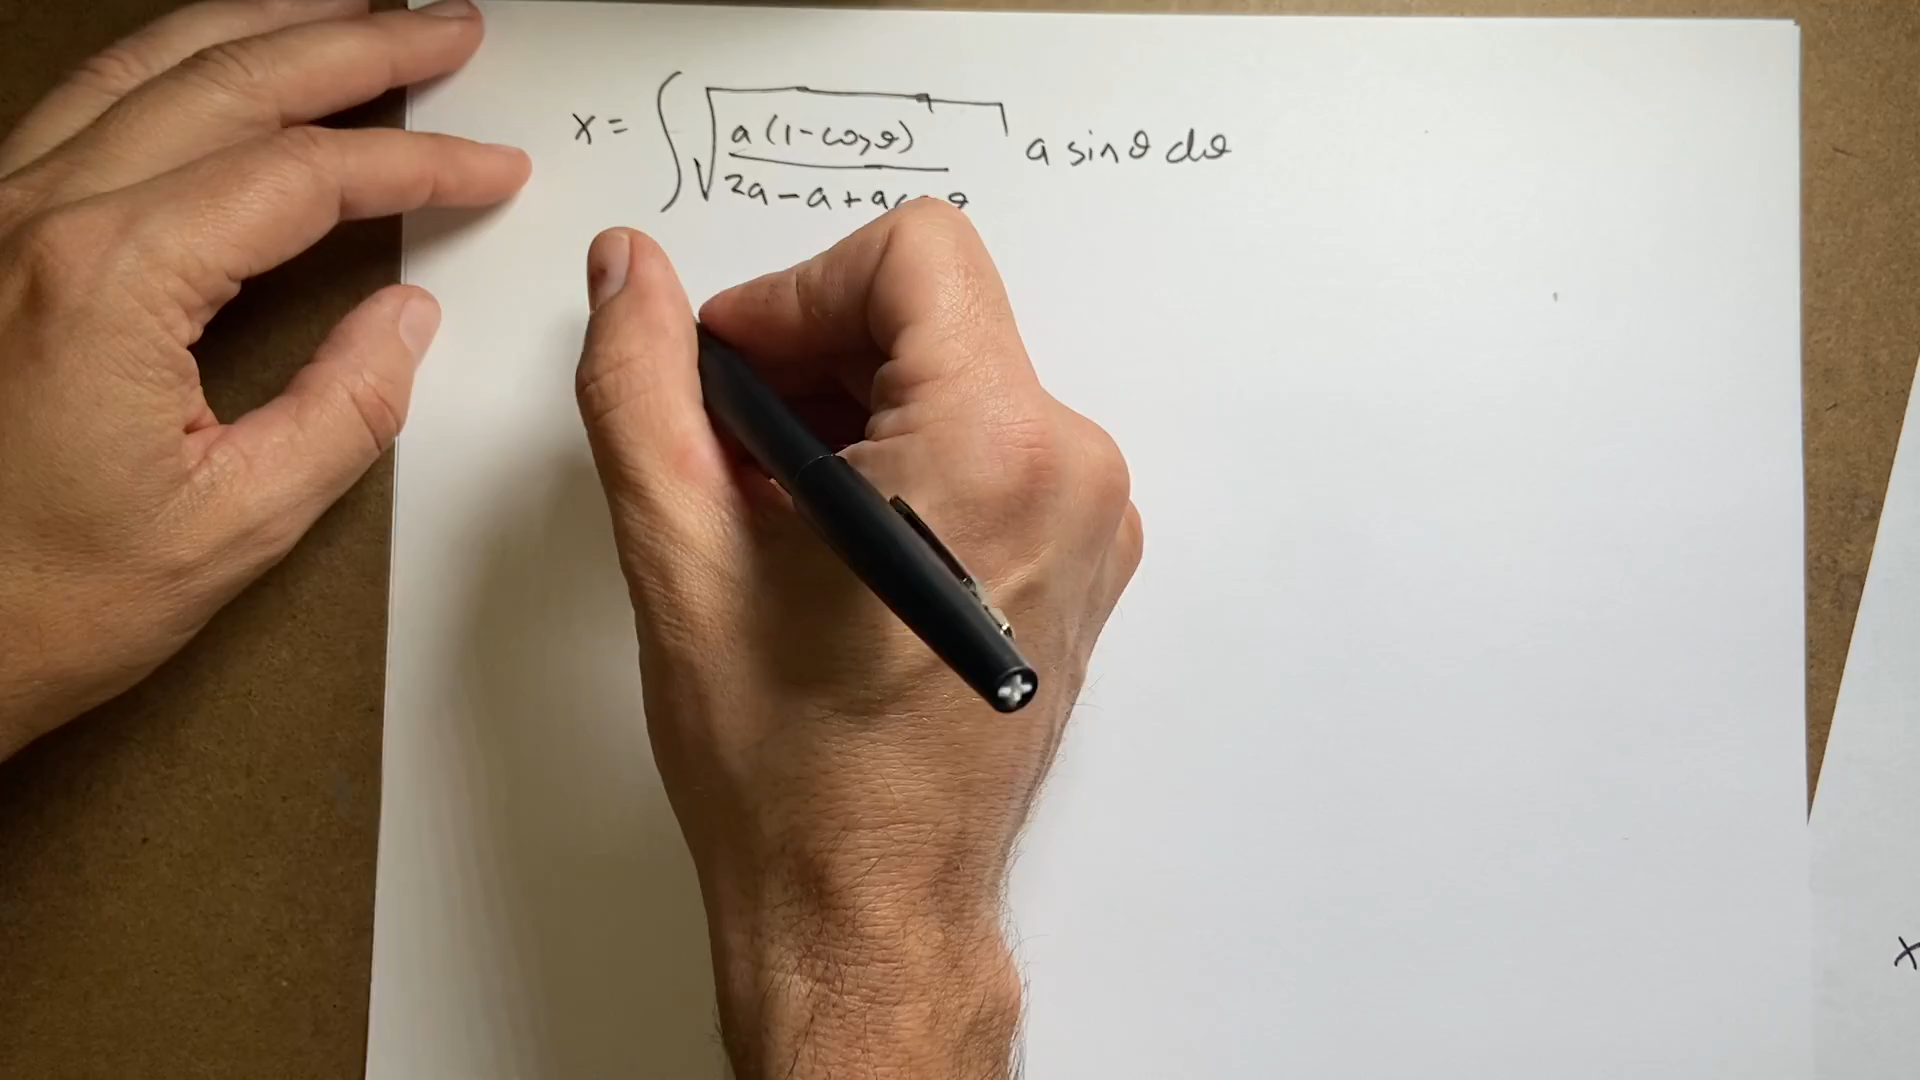 x = ∫ √(a(1-cosθ) / 2a-a+a θ) a sinθ dθ
x